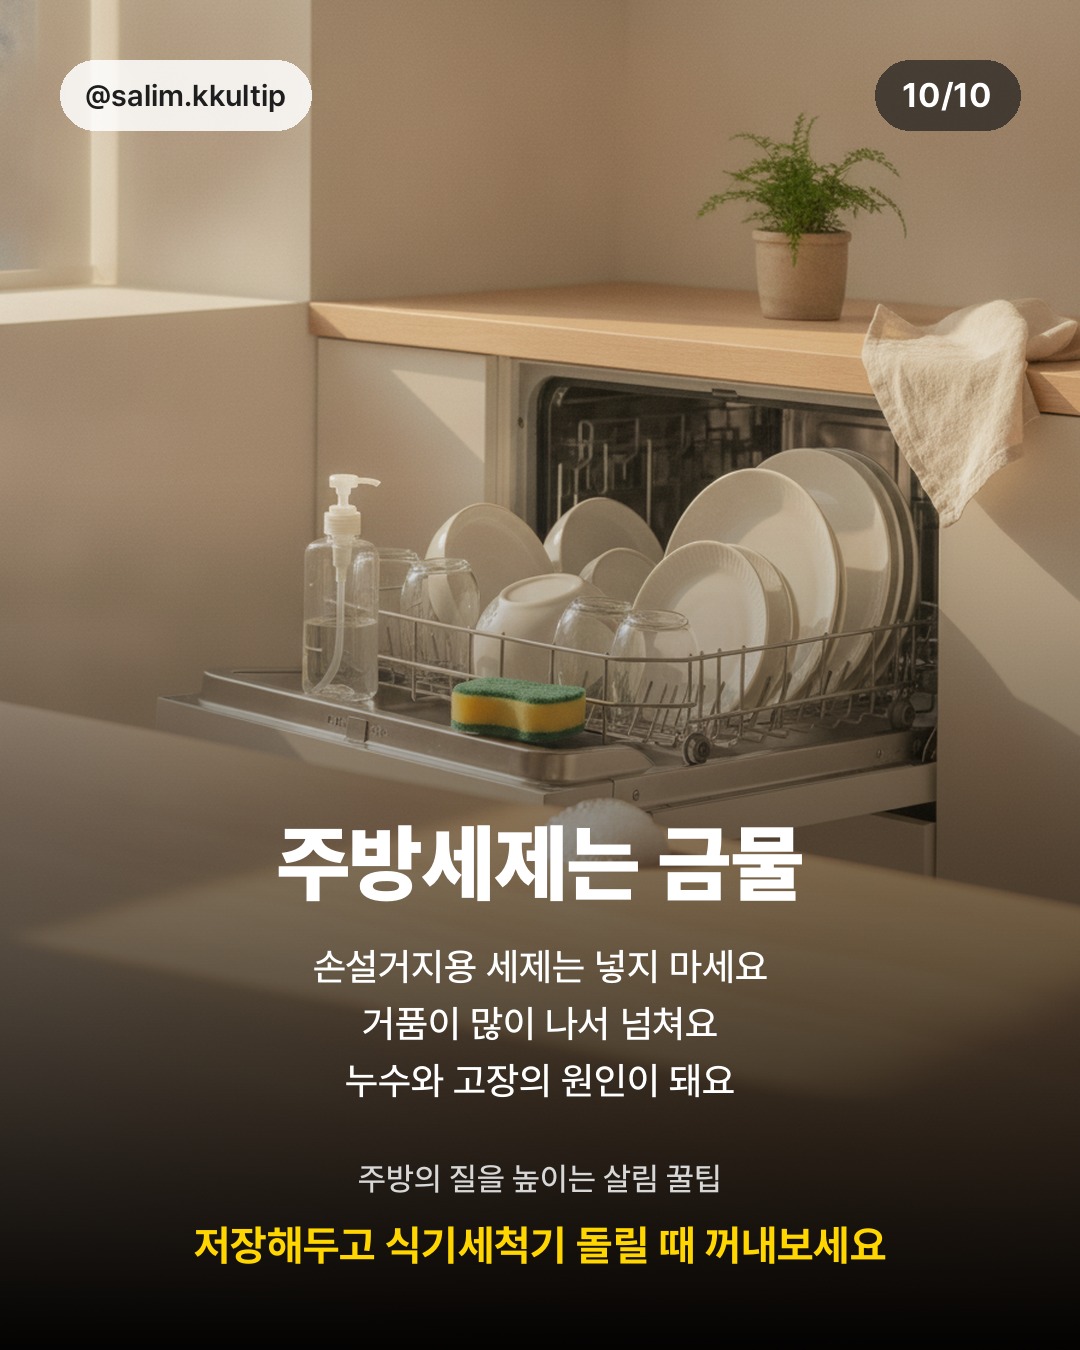 @salim.kkultip
10/10
주방세제는 금물
손설거지용 세제는 넣지 마세요
거품이 많이 나서 넘쳐요
누수와 고장의 원인이 돼요
주방의 질을 높이는 살림 꿀팁
저장해두고 식기세척기 돌릴 때 꺼내보세요